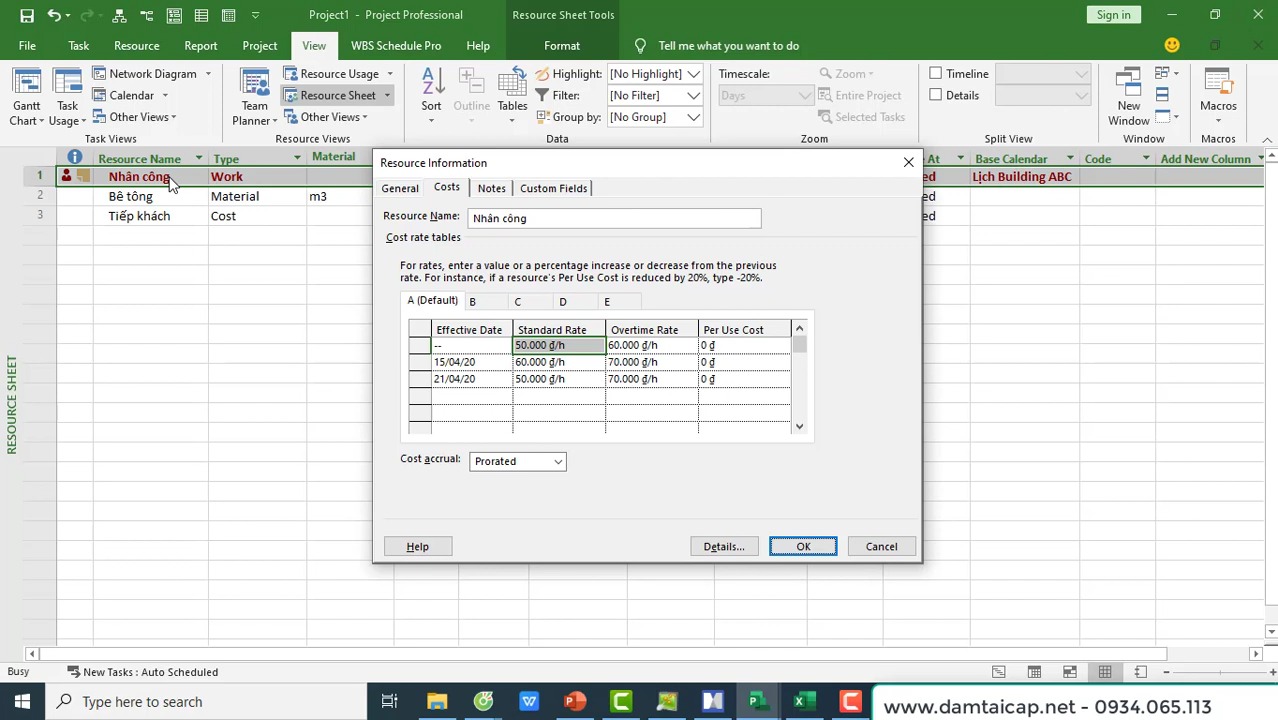 Project1 - Project Professional
Resource Sheet Tools
Sign in
File
Task
Resource
Report
Project
View
WBS Schedule Pro
Help
Format
Tell me what you want to do
Gantt Chart
Task Usage
Network Diagram
Calendar
Other Views
Task Views
Team Planner
Resource Usage
Resource Sheet
Other Views
Resource Views
Sort
Outline
Tables
Highlight: [No Highlight]
Filter: [No Filter]
Group by: [No Group]
Data
Timescale:
Days
Zoom
Entire Project
Selected Tasks
Zoom
Timeline
Details
Split View
New Window
Window
Macros
Macros
Resource Name Type Material At Base Calendar Code Add New Column
1 Nhân công Work ed Lịch Building ABC
2 Bê tông Material m3 ed
3 Tiếp khách Cost ed
RESOURCE SHEET
Resource Information
General Costs Notes Custom Fields
Resource Name: Nhân công
Cost rate tables
For rates, enter a value or a percentage increase or decrease from the previous
rate. For instance, if a resource's Per Use Cost is reduced by 20%, type -20%.
A (Default) B C D E
Effective Date Standard Rate Overtime Rate Per Use Cost
-- 50.000 ₫/h 60.000 ₫/h 0 ₫
15/04/20 60.000 ₫/h 70.000 ₫/h 0 ₫
21/04/20 50.000 ₫/h 70.000 ₫/h 0 ₫
Cost accrual: Prorated
Help Details... OK Cancel
Busy New Tasks : Auto Scheduled
Type here to search
www.damtaicap.net - 0934.065.113